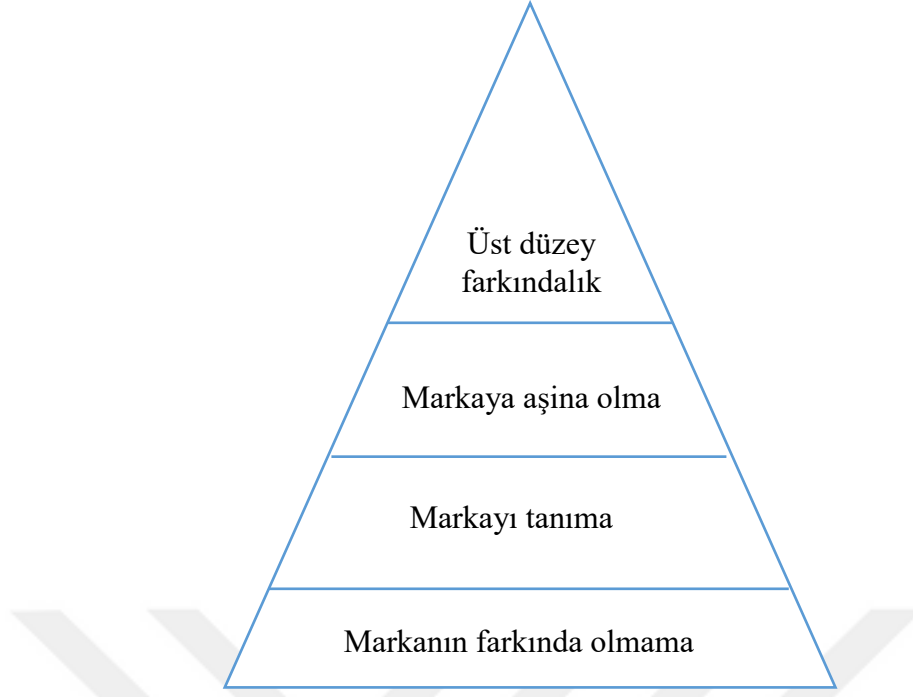 Üst düzey
farkındalık
Markaya aşina olma
Markayı tanıma
Markanın farkında olmama